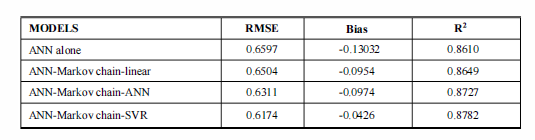 MODELS RMSE Bias R²
ANN alone 0.6597 -0.13032 0.8610
ANN-Markov chain-linear 0.6504 -0.0954 0.8649
ANN-Markov chain-ANN 0.6311 -0.0974 0.8727
ANN-Markov chain-SVR 0.6174 -0.0426 0.8782